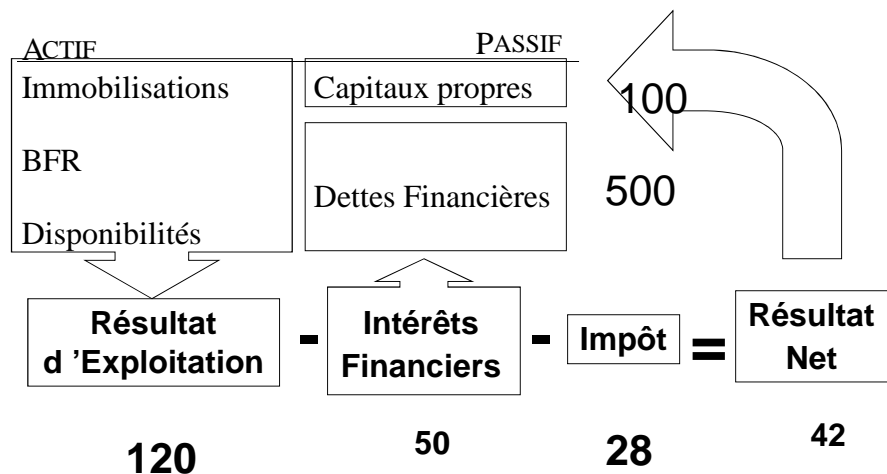 ACTIF PASSIF
Immobilisations Capitaux propres 100
BFR
Dettes Financières 500
Disponibilités
Résultat d ’Exploitation - Intérêts Financiers - Impôt = Résultat Net
120 50 28 42